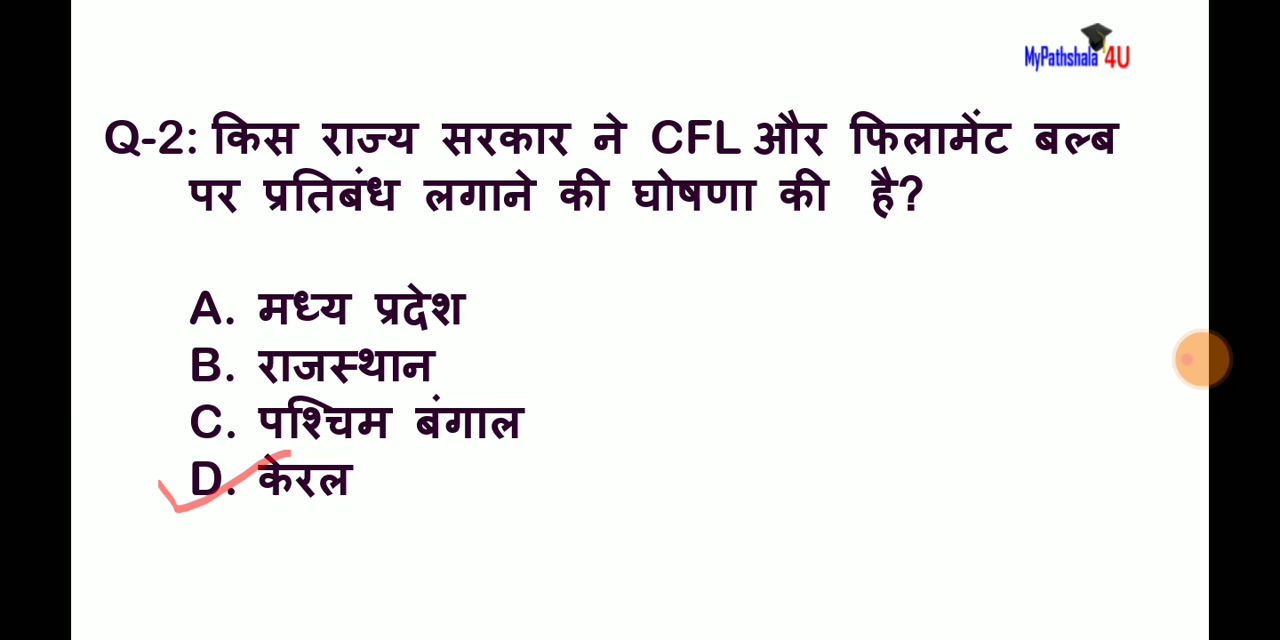 MyPathshala 4U
Q-2: किस राज्य सरकार ने CFL और फिलामेंट बल्ब
पर प्रतिबंध लगाने की घोषणा की है?
A. मध्य प्रदेश
B. राजस्थान
C. पश्चिम बंगाल
D. केरल